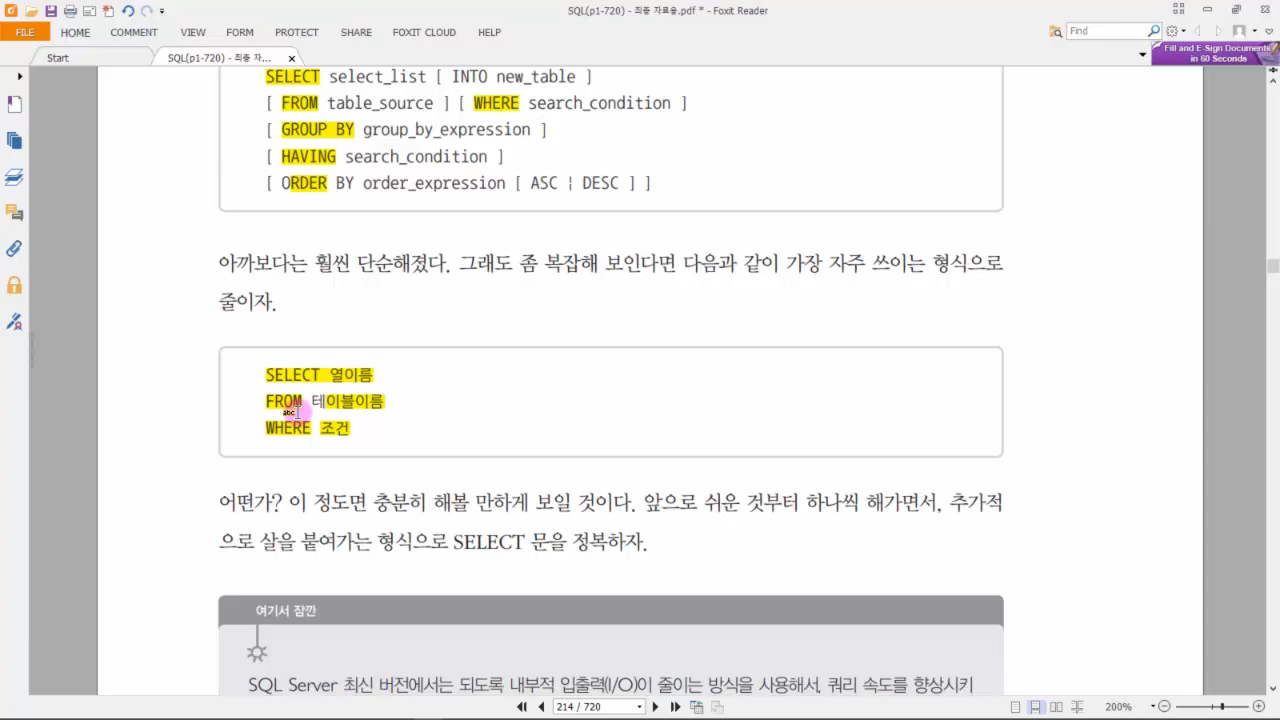 SQL(p1-720) - 최종 자료용.pdf * - Foxit Reader
FILE HOME COMMENT VIEW FORM PROTECT SHARE FOXIT CLOUD HELP Find
Start SQL(p1-720) - 최종 자... Fill and E-Sign Documents in 60 Seconds
SELECT select_list [ INTO new_table ]
[ FROM table_source ] [ WHERE search_condition ]
[ GROUP BY group_by_expression ]
[ HAVING search_condition ]
[ ORDER BY order_expression [ ASC ¦ DESC ] ]
아까보다는 훨씬 단순해졌다. 그래도 좀 복잡해 보인다면 다음과 같이 가장 자주 쓰이는 형식으로
줄이자.
SELECT 열이름
FROM 테이블이름
abc
WHERE 조건
어떤가? 이 정도면 충분히 해볼 만하게 보일 것이다. 앞으로 쉬운 것부터 하나씩 해가면서, 추가적
으로 살을 붙여가는 형식으로 SELECT 문을 정복하자.
여기서 잠깐
SQL Server 최신 버전에서는 되도록 내부적 입출력(I/O)이 줄이는 방식을 사용해서, 쿼리 속도를 향상시키
214 / 720 200%